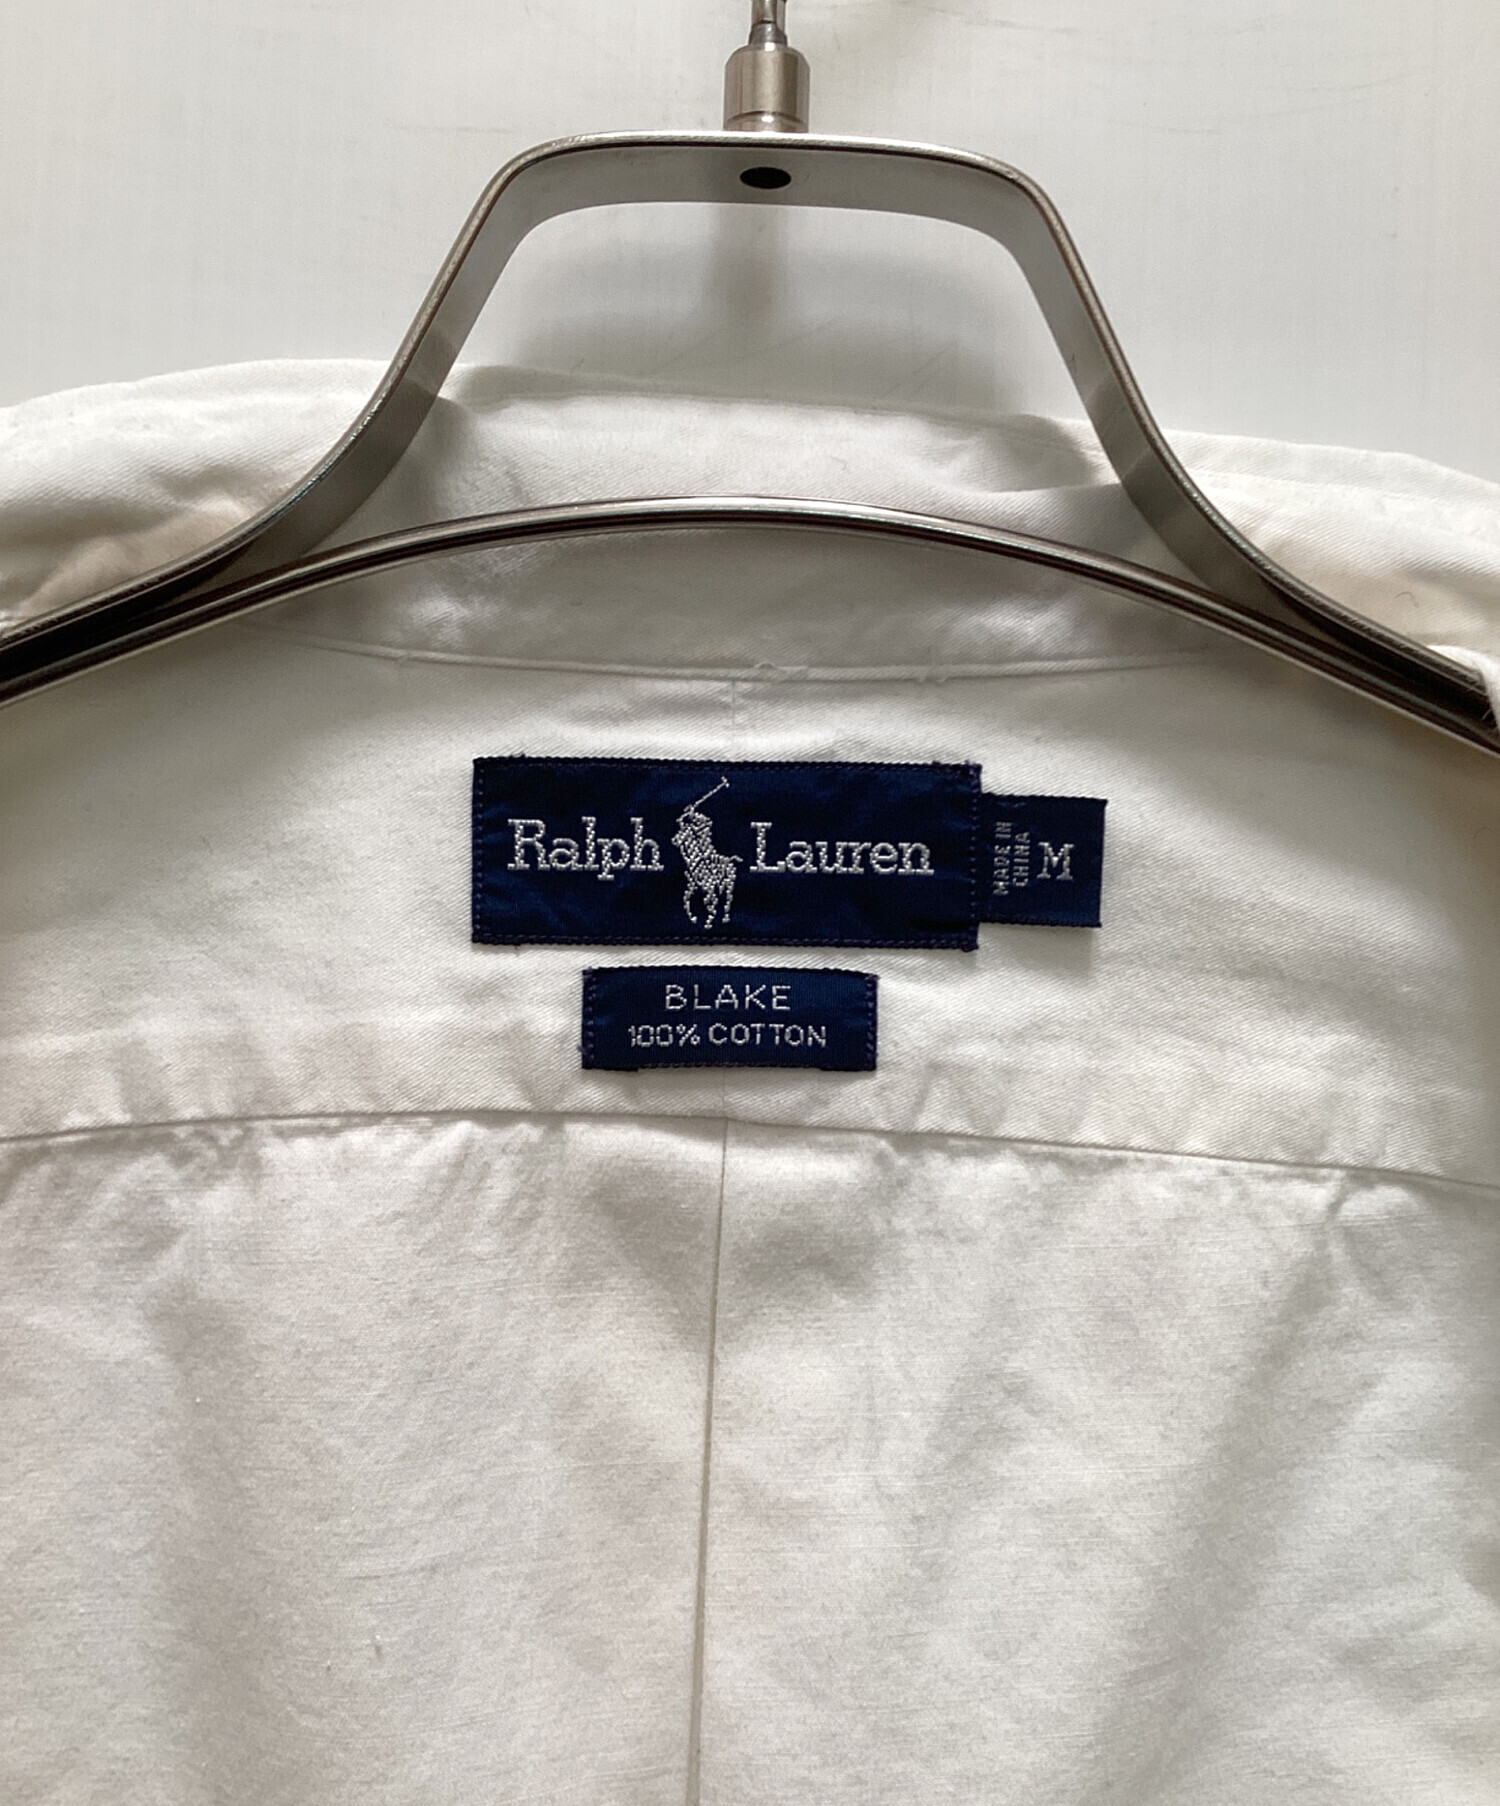 Ralph Lauren
MADE IN
CHINA
M
BLAKE
100% COTTON